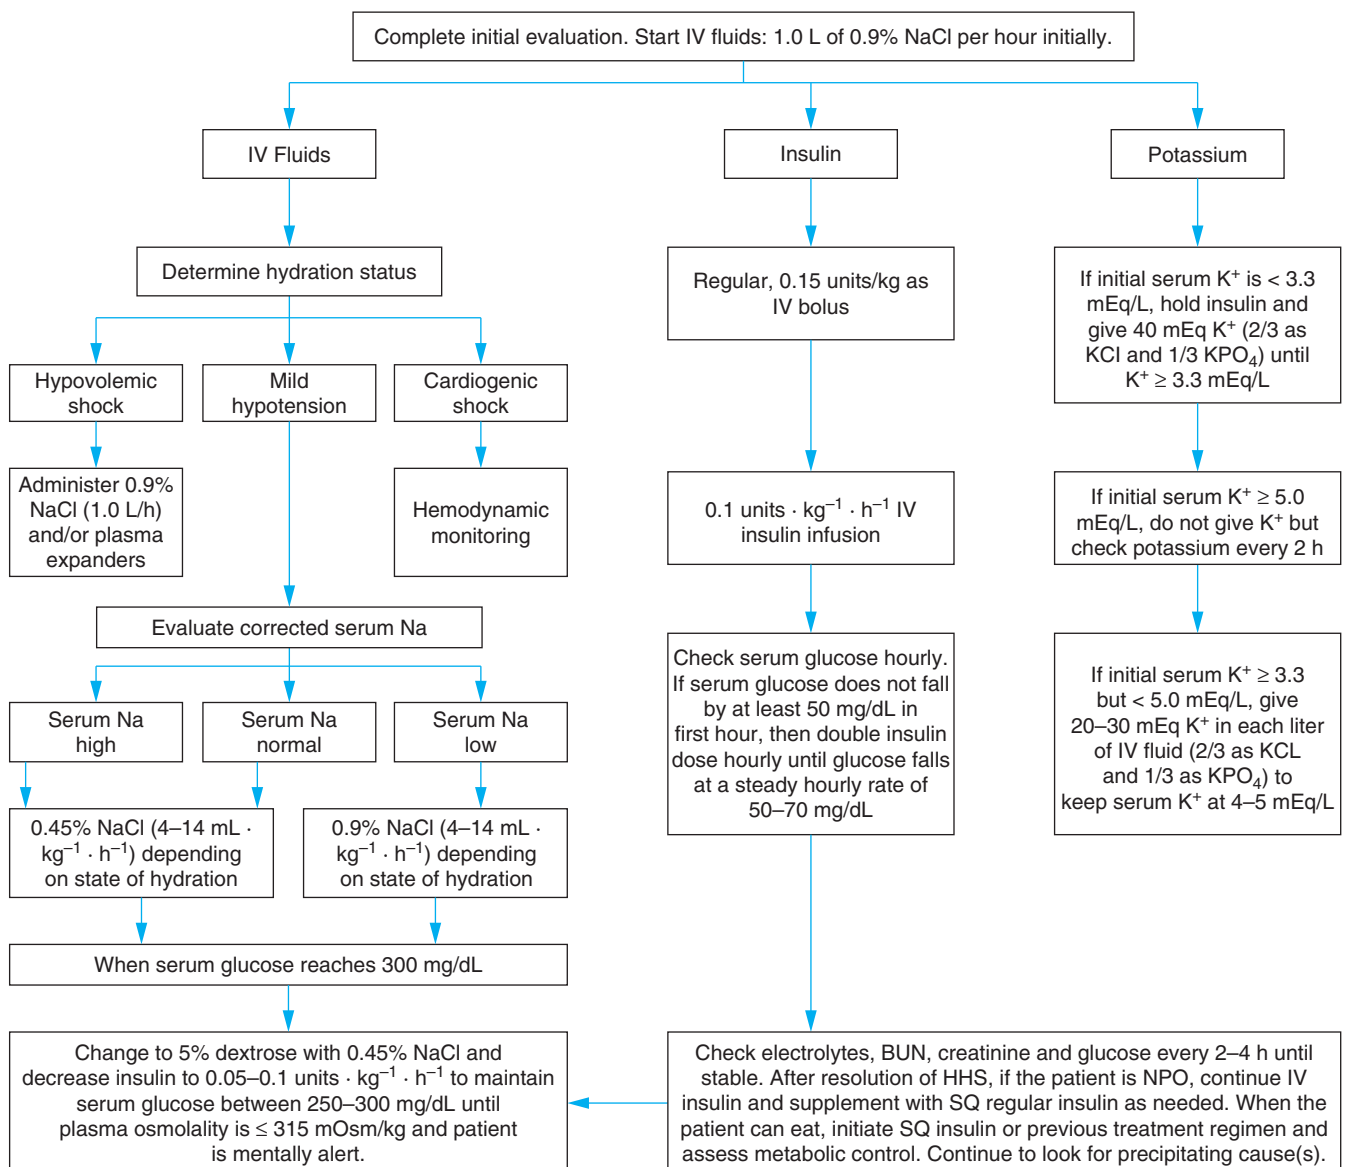 Complete initial evaluation. Start IV fluids: 1.0 L of 0.9% NaCl per hour initially.
IV Fluids
Insulin
Potassium
Determine hydration status
Hypovolemic
shock
Mild
hypotension
Cardiogenic
shock
Administer 0.9%
NaCl (1.0 L/h)
and/or plasma
expanders
Hemodynamic
monitoring
Evaluate corrected serum Na
Serum Na
high
Serum Na
normal
Serum Na
low
0.45% NaCl (4–14 mL ·
kg⁻¹ · h⁻¹) depending
on state of hydration
0.9% NaCl (4–14 mL ·
kg⁻¹ · h⁻¹) depending
on state of hydration
When serum glucose reaches 300 mg/dL
Change to 5% dextrose with 0.45% NaCl and
decrease insulin to 0.05–0.1 units · kg⁻¹ · h⁻¹ to maintain
serum glucose between 250–300 mg/dL until
plasma osmolality is ≤ 315 mOsm/kg and patient
is mentally alert.
Regular, 0.15 units/kg as
IV bolus
0.1 units · kg⁻¹ · h⁻¹ IV
insulin infusion
Check serum glucose hourly.
If serum glucose does not fall
by at least 50 mg/dL in
first hour, then double insulin
dose hourly until glucose falls
at a steady hourly rate of
50–70 mg/dL
Check electrolytes, BUN, creatinine and glucose every 2–4 h until
stable. After resolution of HHS, if the patient is NPO, continue IV
insulin and supplement with SQ regular insulin as needed. When the
patient can eat, initiate SQ insulin or previous treatment regimen and
assess metabolic control. Continue to look for precipitating cause(s).
If initial serum K⁺ is < 3.3
mEq/L, hold insulin and
give 40 mEq K⁺ (2/3 as
KCl and 1/3 KPO₄) until
K⁺ ≥ 3.3 mEq/L
If initial serum K⁺ ≥ 5.0
mEq/L, do not give K⁺ but
check potassium every 2 h
If initial serum K⁺ ≥ 3.3
but < 5.0 mEq/L, give
20–30 mEq K⁺ in each liter
of IV fluid (2/3 as KCL
and 1/3 as KPO₄) to
keep serum K⁺ at 4–5 mEq/L